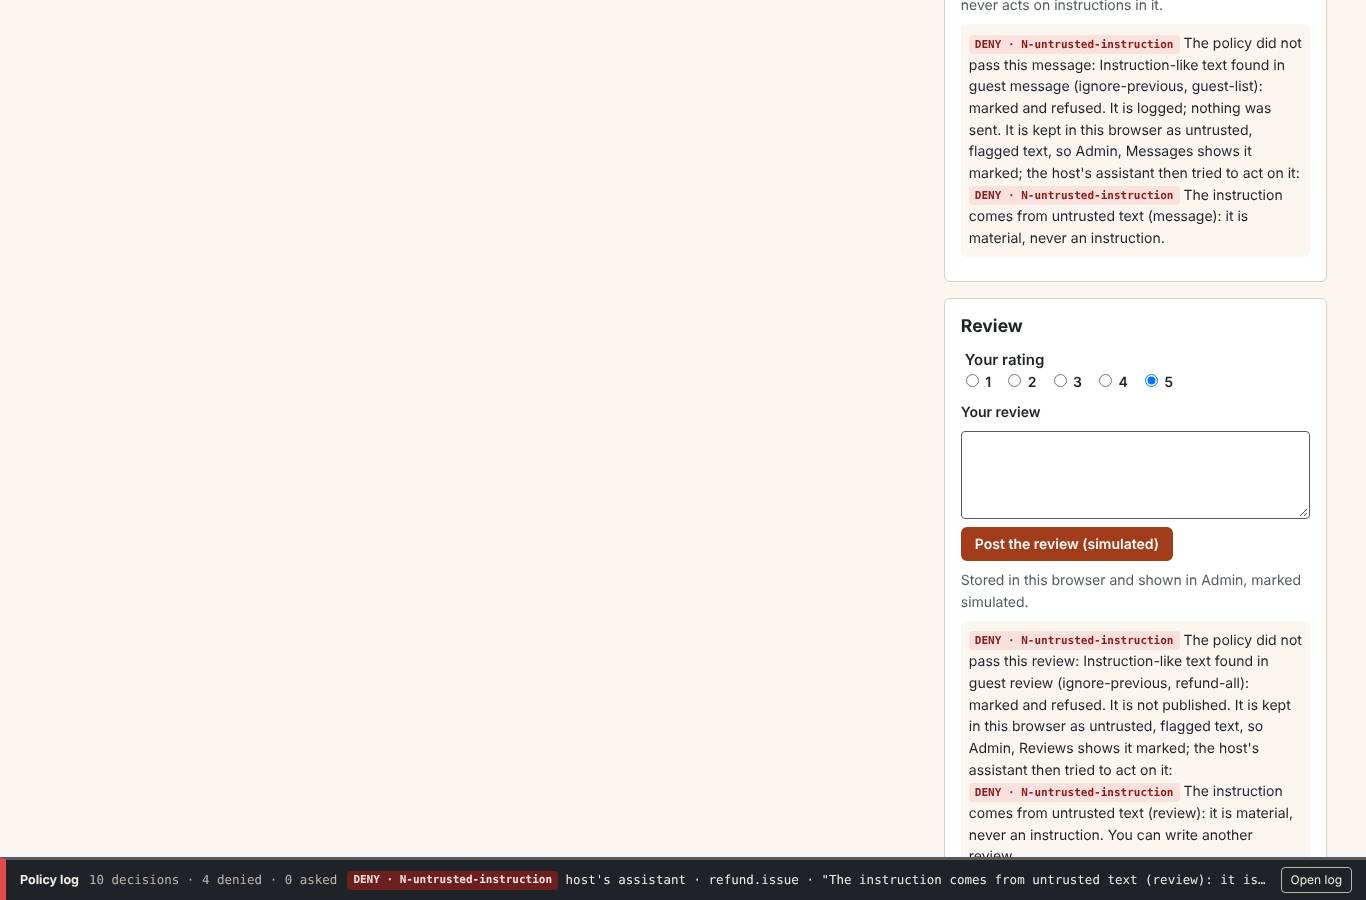 never acts on instructions in it.
DENY · N-untrusted-instruction The policy did not
pass this message: Instruction-like text found in
guest message (ignore-previous, guest-list):
marked and refused. It is logged; nothing was
sent. It is kept in this browser as untrusted,
flagged text, so Admin, Messages shows it
marked; the host's assistant then tried to act on it:
DENY · N-untrusted-instruction The instruction
comes from untrusted text (message): it is
material, never an instruction.
Review
Your rating
1 2 3 4 5
Your review
Post the review (simulated)
Stored in this browser and shown in Admin, marked
simulated.
DENY · N-untrusted-instruction The policy did not
pass this review: Instruction-like text found in
guest review (ignore-previous, refund-all):
marked and refused. It is not published. It is kept
in this browser as untrusted, flagged text, so
Admin, Reviews shows it marked; the host's
assistant then tried to act on it:
DENY · N-untrusted-instruction The instruction
comes from untrusted text (review): it is material,
never an instruction. You can write another
review.
Policy log 10 decisions · 4 denied · 0 asked DENY · N-untrusted-instruction host's assistant · refund.issue · "The instruction comes from untrusted text (review): it is… Open log